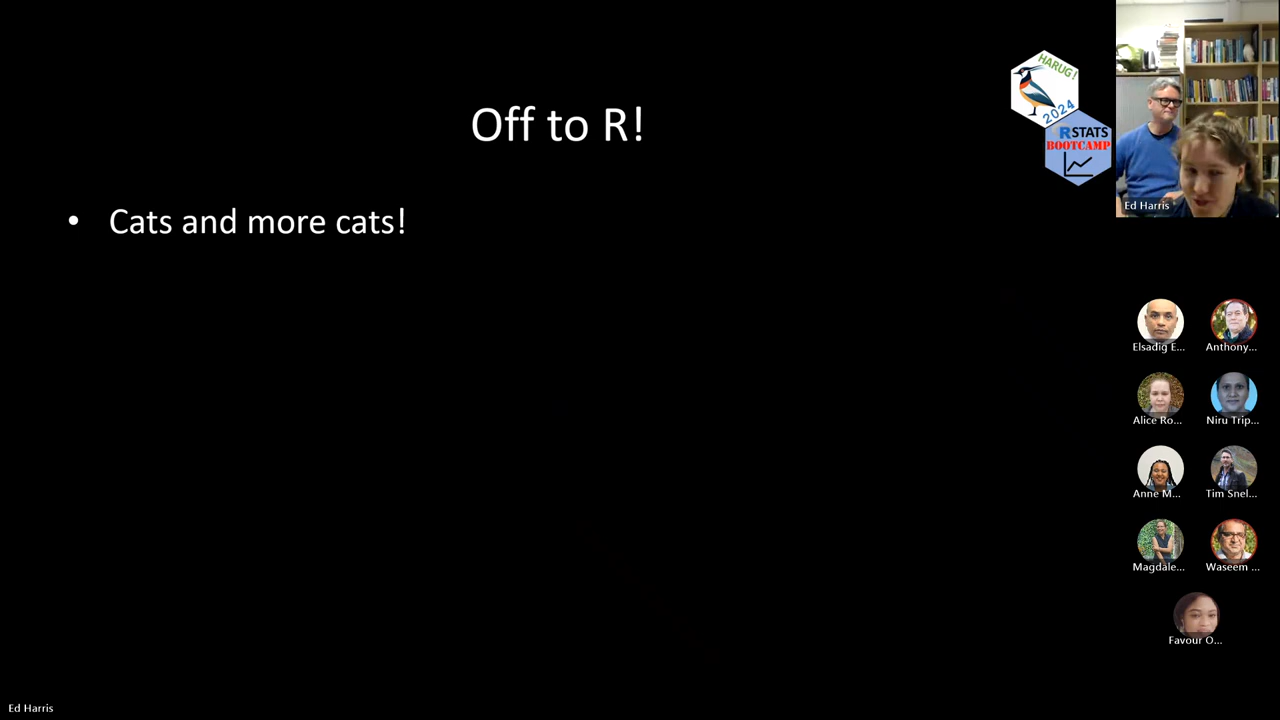 Off to R!
• Cats and more cats!
HARUG!
2024
RSTATS
BOOTCAMP
Ed Harris
Elsadig E...
Anthony...
Alice Ro...
Niru Trip...
Anne M...
Tim Snel...
Magdale...
Waseem ...
Favour O...
Ed Harris